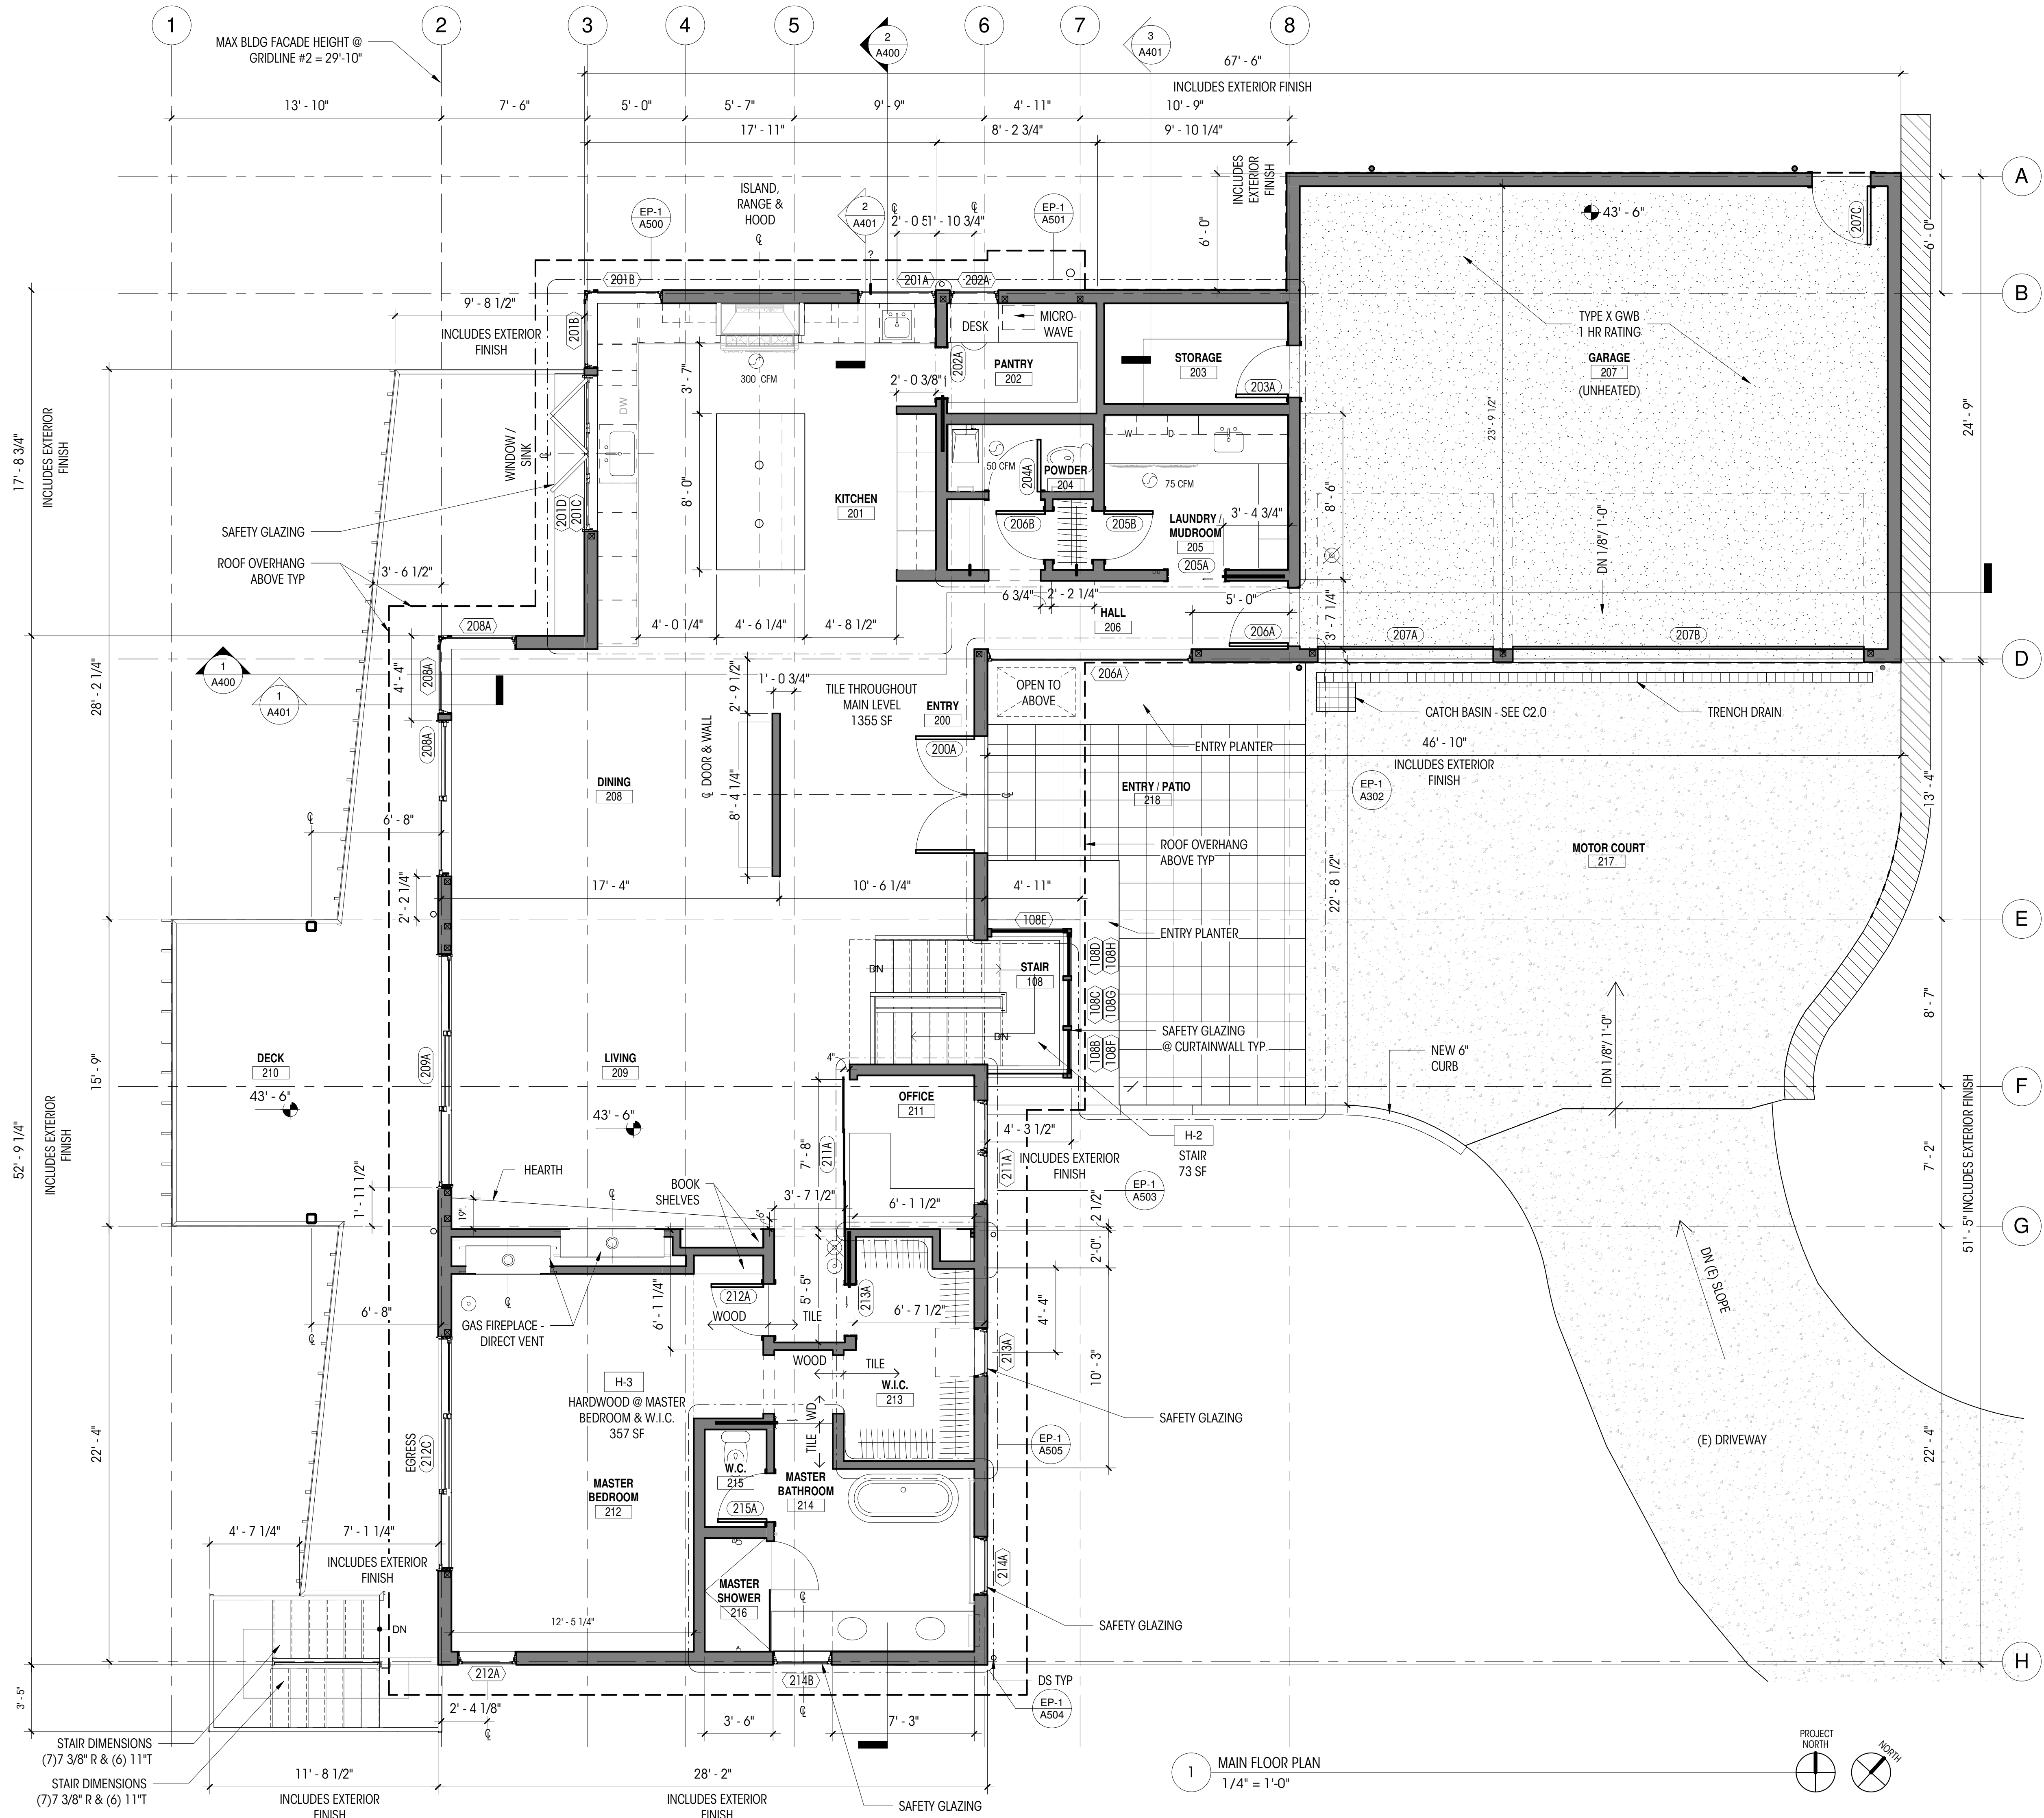 1
2
3
4
5
6
7
8
MAX BLDG FACADE HEIGHT @
GRIDLINE #2 = 29'-10"
2
A400
3
A401
67' - 6"
INCLUDES EXTERIOR FINISH
13' - 10"
7' - 6"
5' - 0"
5' - 7"
9' - 9"
4' - 11"
10' - 9"
17' - 11"
8' - 2 3/4"
9' - 10 1/4"
A
ISLAND,
RANGE &
HOOD
EP-1
A500
2
A401
EP-1
A501
INCLUDES
EXTERIOR
FINISH
6' - 0"
43' - 6"
207C
6' - 0"
?
201B
201A
202A
B
9' - 8 1/2"
INCLUDES EXTERIOR
FINISH
201B
DESK
MICRO-
WAVE
TYPE X GWB
1 HR RATING
GARAGE
207
(UNHEATED)
PANTRY
202
202A
STORAGE
203
203A
300 CFM
3' - 7"
2' - 0 3/8"
DW
24' - 9"
23' - 9 1/2"
17' - 8 3/4"
INCLUDES EXTERIOR
FINISH
WINDOW /
SINK
W
D
50 CFM
204A
POWDER
204
75 CFM
KITCHEN
201
8' - 0"
201D
201C
SAFETY GLAZING
206B
205B
LAUNDRY /
MUDROOM
205
205A
3' - 4 3/4"
8' - 6"
DN 1/8"/ 1'-0"
ROOF OVERHANG
ABOVE TYP
3' - 6 1/2"
6 3/4"
2' - 2 1/4"
5' - 0"
3' - 7 1/4"
HALL
206
206A
207A
207B
208A
4' - 0 1/4"
4' - 6 1/4"
4' - 8 1/2"
D
1
A400
1
A401
4' - 4"
208A
28' - 2 1/4"
1' - 0 3/4"
2' - 9 1/2"
TILE THROUGHOUT
MAIN LEVEL
1355 SF
OPEN TO
ABOVE
206A
ENTRY
200
200A
CATCH BASIN - SEE C2.0
TRENCH DRAIN
208A
DOOR & WALL
ENTRY PLANTER
46' - 10"
INCLUDES EXTERIOR
FINISH
DINING
208
8' - 4 1/4"
ENTRY / PATIO
218
EP-1
A302
13' - 4"
6' - 8"
ROOF OVERHANG
ABOVE TYP
MOTOR COURT
217
22' - 8 1/2"
2' - 2 1/4"
17' - 4"
10' - 6 1/4"
4' - 11"
108E
E
ENTRY PLANTER
108D
108H
DN
STAIR
108
108C
108G
DN
SAFETY GLAZING
@ CURTAINWALL TYP.
108B
108F
8' - 7"
DN 1/8"/ 1'-0"
NEW 6"
CURB
15' - 9"
DECK
210
43' - 6"
209A
LIVING
209
43' - 6"
4"
OFFICE
211
F
52' - 9 1/4"
INCLUDES EXTERIOR
FINISH
7' - 8"
211A
4' - 3 1/2"
INCLUDES EXTERIOR
FINISH
211A
H-2
STAIR
73 SF
EP-1
A503
7' - 2"
51' - 5" INCLUDES EXTERIOR FINISH
1' - 11 1/2"
HEARTH
BOOK
SHELVES
3' - 7 1/2"
6' - 1 1/2"
2 1/2"
19"
6"
G
2'-0"
DN (E) SLOPE
6' - 8"
212A
5' - 5"
213A
6' - 7 1/2"
6' - 1 1/4"
WOOD
TILE
4' - 4"
GAS FIREPLACE -
DIRECT VENT
213A
WOOD
TILE
10' - 3"
W.I.C.
213
H-3
HARDWOOD @ MASTER
BEDROOM & W.I.C.
357 SF
WD
TILE
SAFETY GLAZING
EP-1
A505
(E) DRIVEWAY
22' - 4"
22' - 4"
EGRESS
212C
W.C.
215
215A
MASTER
BATHROOM
214
MASTER
BEDROOM
212
4' - 7 1/4"
7' - 1 1/4"
INCLUDES EXTERIOR
FINISH
214A
MASTER
SHOWER
216
SAFETY GLAZING
12' - 5 1/4"
DN
H
212A
214B
DS TYP
EP-1
A504
3' - 5"
2' - 4 1/8"
3' - 6"
7' - 3"
STAIR DIMENSIONS
(7)7 3/8" R & (6) 11"T
STAIR DIMENSIONS
(7)7 3/8" R & (6) 11"T
11' - 8 1/2"
INCLUDES EXTERIOR
FINISH
28' - 2"
INCLUDES EXTERIOR
FINISH
SAFETY GLAZING
1
MAIN FLOOR PLAN
1/4" = 1'-0"
PROJECT
NORTH
NORTH